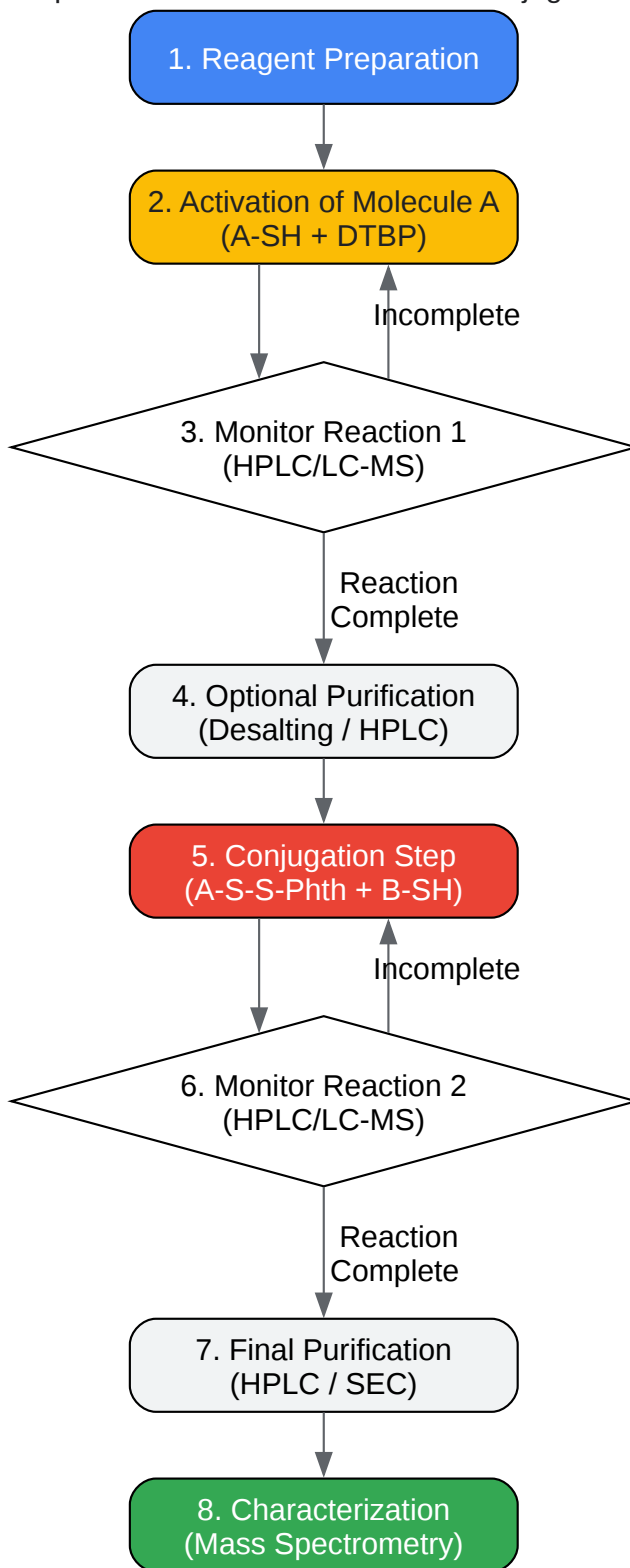 1. Reagent Preparation
2. Activation of Molecule A
(A-SH + DTBP)
Incomplete
3. Monitor Reaction 1
(HPLC/LC-MS)
Reaction
Complete
4. Optional Purification
(Desalting / HPLC)
5. Conjugation Step
(A-S-S-Phth + B-SH)
Incomplete
6. Monitor Reaction 2
(HPLC/LC-MS)
Reaction
Complete
7. Final Purification
(HPLC / SEC)
8. Characterization
(Mass Spectrometry)